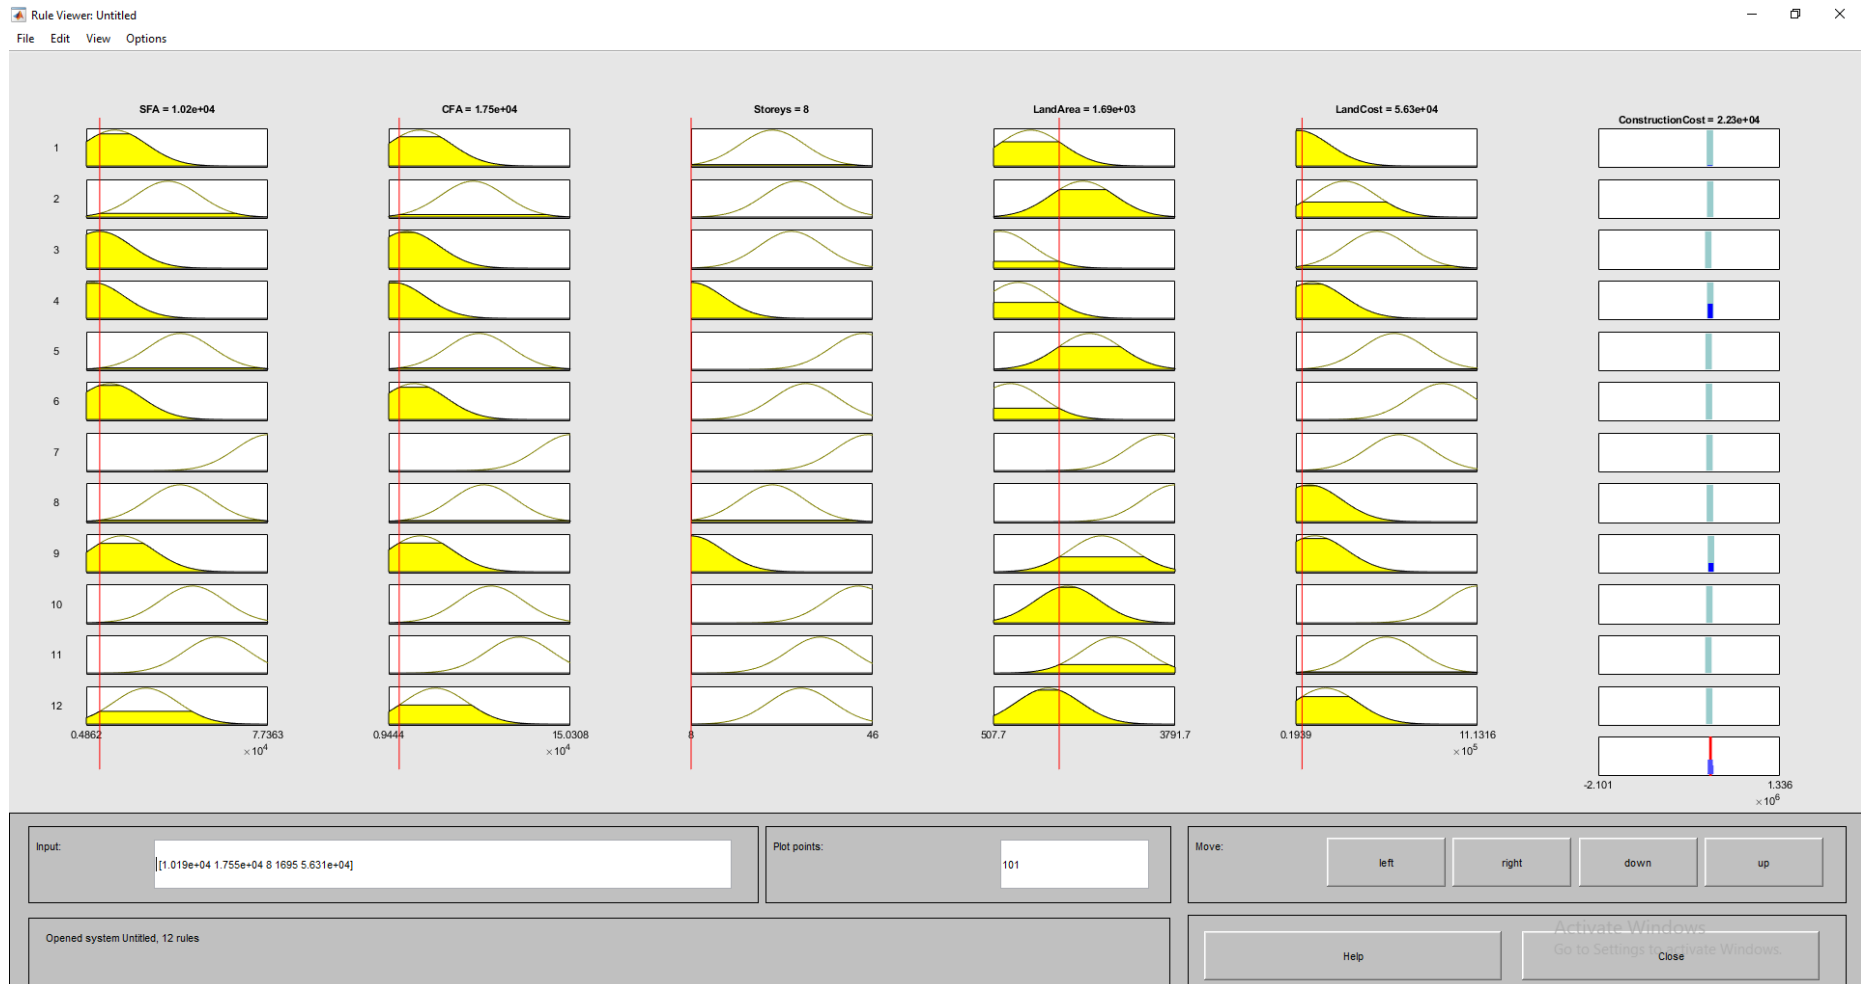 Rule Viewer: Untitled
File Edit View Options
SFA = 1.02e+04 CFA = 1.75e+04 Storeys = 8 LandArea = 1.69e+03 LandCost = 5.63e+04
ConstructionCost = 2.23e+04
1
2
3
4
5
6
7
8
9
10
11
12
0.4862 7.7363 0.9444 15.0308 8 46 507.7 3791.7 0.1939 11.1316
×10⁴ ×10⁴ ×10⁵
-2.101 1.336
×10⁶
Input: Plot points: Move:
[1.019e+04 1.755e+04 8 1695 5.631e+04] 101 left right down up
Opened system Untitled, 12 rules
Activate Windows
Go to Settings to activate Windows.
Help Close